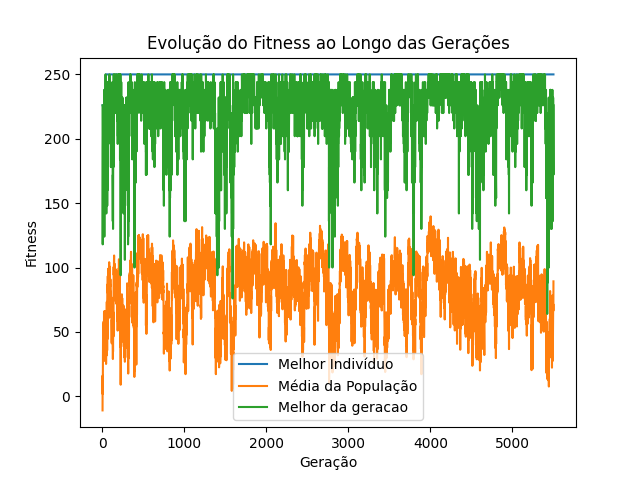 Evolução do Fitness ao Longo das Gerações
250
200
150
100
50
0
Fitness
0 1000 2000 3000 4000 5000
Geração
Melhor Indivíduo
Média da População
Melhor da geracao